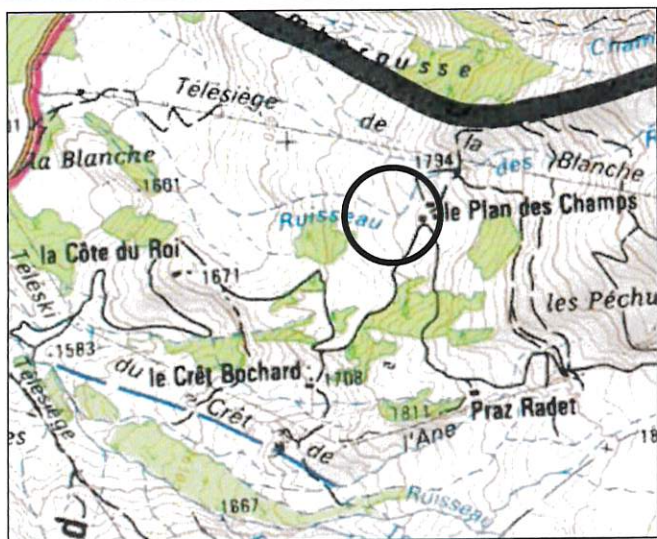 Télésiège
de
la
des
Blanche
1794
la Blanche
1601
Ruisseau
le Plan des Champs
la Côte du Roi
1671
les Péchu
Téléski
1583
du
le Crêt Bochard
1708
Télésiège
Crêt
de
l'Ane
1811
Praz Radet
1667
Ruisseau